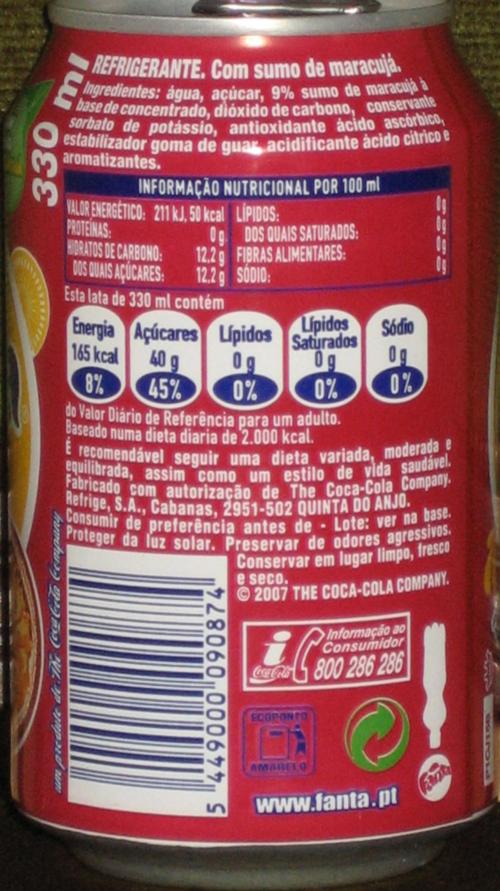 330 ml
REFRIGERANTE. Com sumo de maracujá.
Ingredientes: água, açúcar, 9% sumo de maracujá à
base de concentrado, dióxido de carbono, conservante
sorbato de potássio, antioxidante ácido ascórbico,
estabilizador goma de guar, acidificante ácido cítrico e
aromatizantes.
INFORMAÇÃO NUTRICIONAL POR 100 ml
VALOR ENERGÉTICO: 211 kJ, 50 kcal
PROTEÍNAS: 0 g
HIDRATOS DE CARBONO: 12,2 g
DOS QUAIS AÇÚCARES: 12,2 g
LÍPIDOS: 0 g
DOS QUAIS SATURADOS: 0 g
FIBRAS ALIMENTARES: 0 g
SÓDIO: 0 g
Esta lata de 330 ml contém
Energia 165 kcal 8%
Açúcares 40 g 45%
Lípidos 0 g 0%
Lípidos Saturados 0 g 0%
Sódio 0 g 0%
do Valor Diário de Referência para um adulto.
Baseado numa dieta diaria de 2.000 kcal.
É recomendável seguir uma dieta variada, moderada e
equilibrada, assim como um estilo de vida saudável.
Fabricado com autorização de The Coca-Cola Company.
Refrige, S.A., Cabanas, 2951-502 QUINTA DO ANJO.
Consumir de preferência antes de - Lote: ver na base.
Proteger da luz solar. Preservar de odores agressivos.
Conservar em lugar limpo, fresco
e seco.
© 2007 THE COCA-COLA COMPANY.
um produto de The Coca-Cola Company
5 449000 090874
i
Coca-Cola
Informação ao
Consumidor
800 286 286
ECOPONTO
AMARELO
www.fanta.pt
Fanta